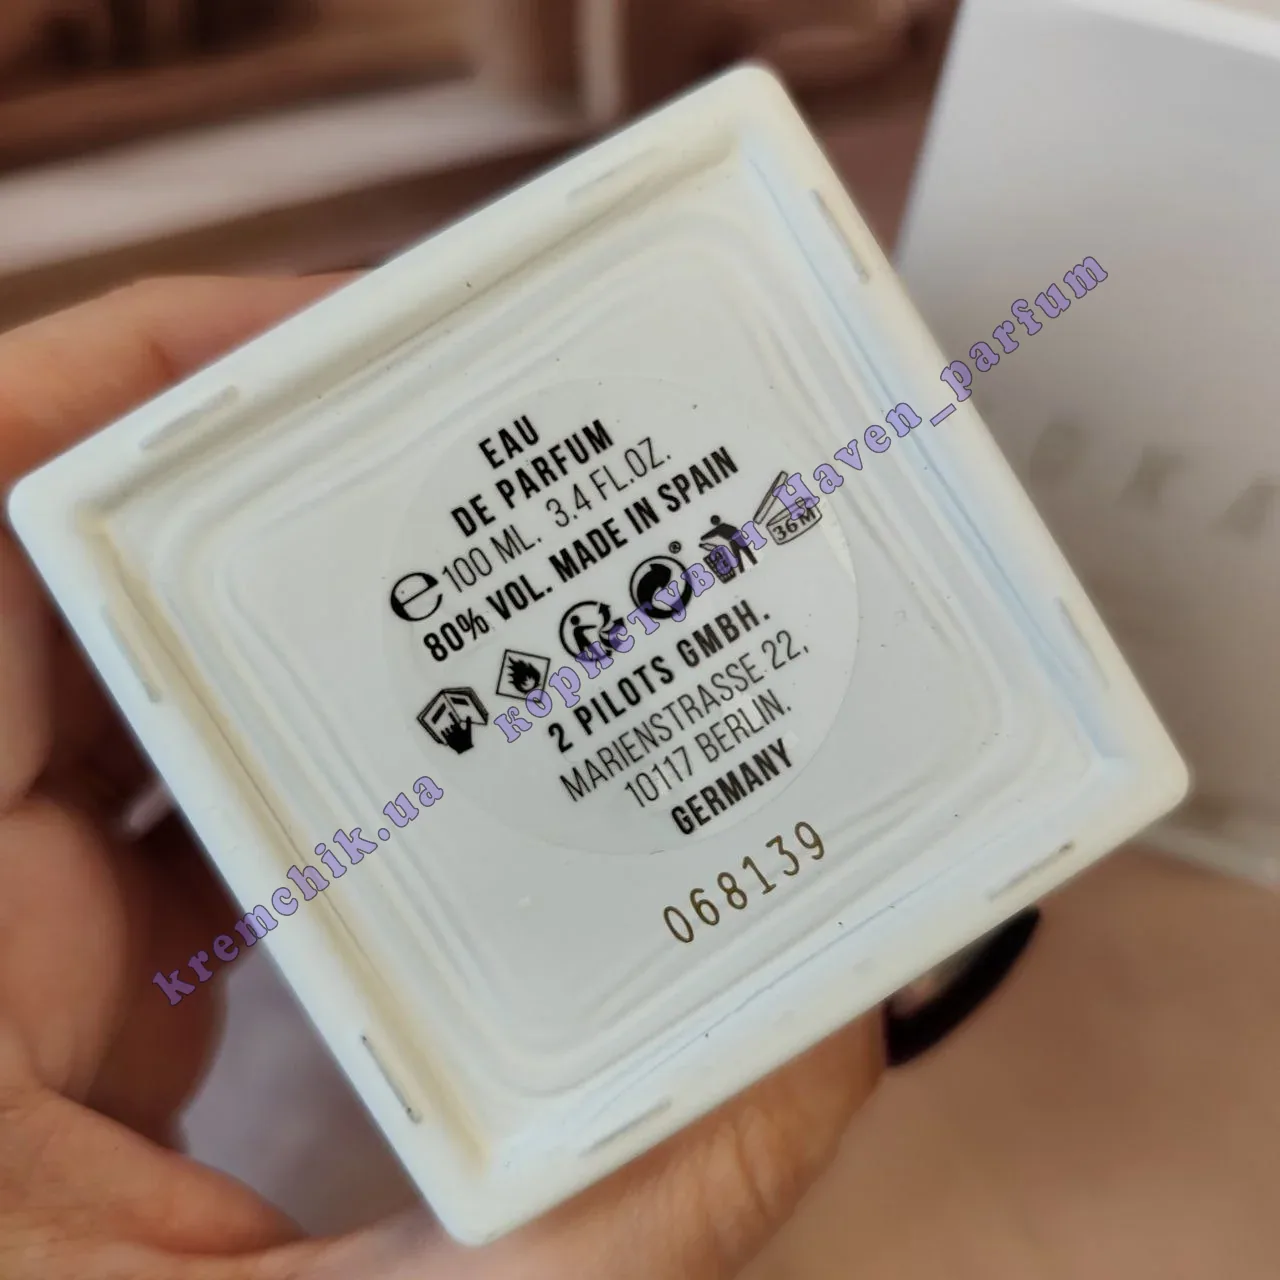 EAU
DE PARFUM
℮ 100 ML. 3.4 FL.OZ.
80% VOL. MADE IN SPAIN
36 M
2 PILOTS GMBH.
MARIENSTRASSE 22,
10117 BERLIN.
GERMANY
068139
kremchik.ua користувач Haven_parfum